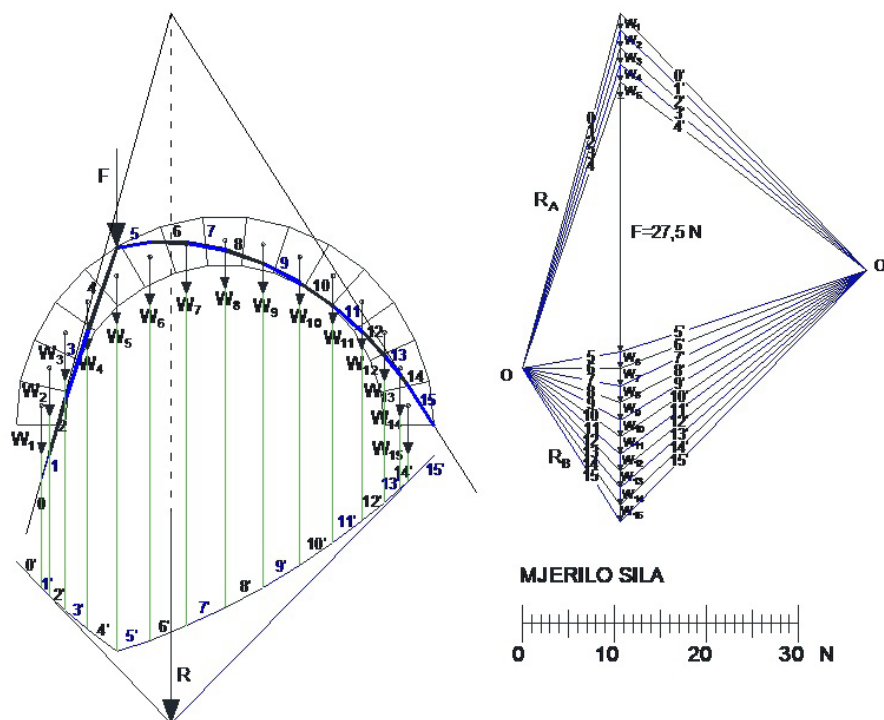 F
5
6
7
8
9
10
11
12
13
14
15
4
3
2
1
0
W₁
W₂
W₃
W₄
W₅
W₆
W₇
W₈
W₉
W₁₀
W₁₁
W₁₂
W₁₃
W₁₄
W₁₅
0'
1'
2'
3'
4'
5'
6'
7'
8'
9'
10'
11'
12'
13'
14'
15'
R
W₁
W₂
W₃
W₄
W₅
0'
1'
2'
3'
4'
0
1
2
3
4
R_A
F=27,5 N
O
O
5
6
7
8
9
10
11
12
13
14
15
R_B
W₆
W₇
W₈
W₉
W₁₀
W₁₁
W₁₂
W₁₃
W₁₄
W₁₅
5'
6'
7'
8'
9'
10'
11'
12'
13'
14'
15'
MJERILO SILA
0 10 20 30 N